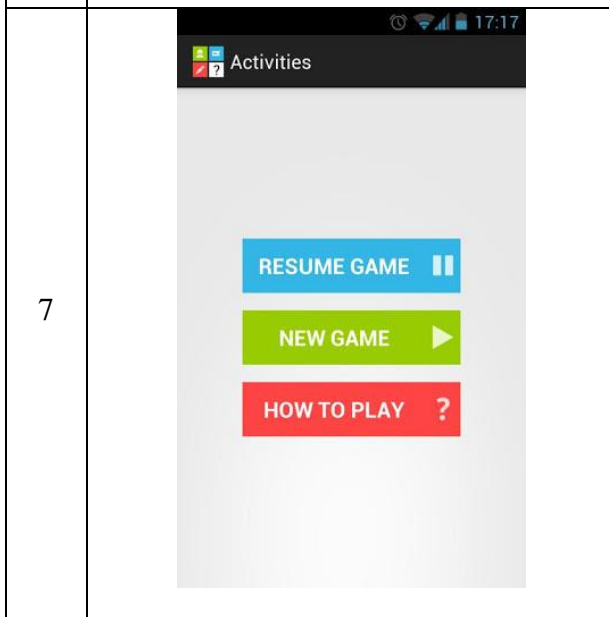 17:17
? Activities
RESUME GAME
7
NEW GAME
HOW TO PLAY ?